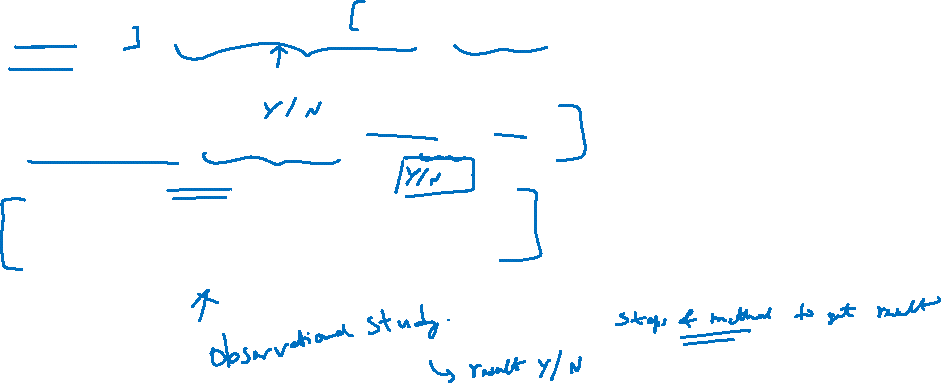 Y/N
Y/N
Observational study.
↳ result Y/N
steps & method to get result